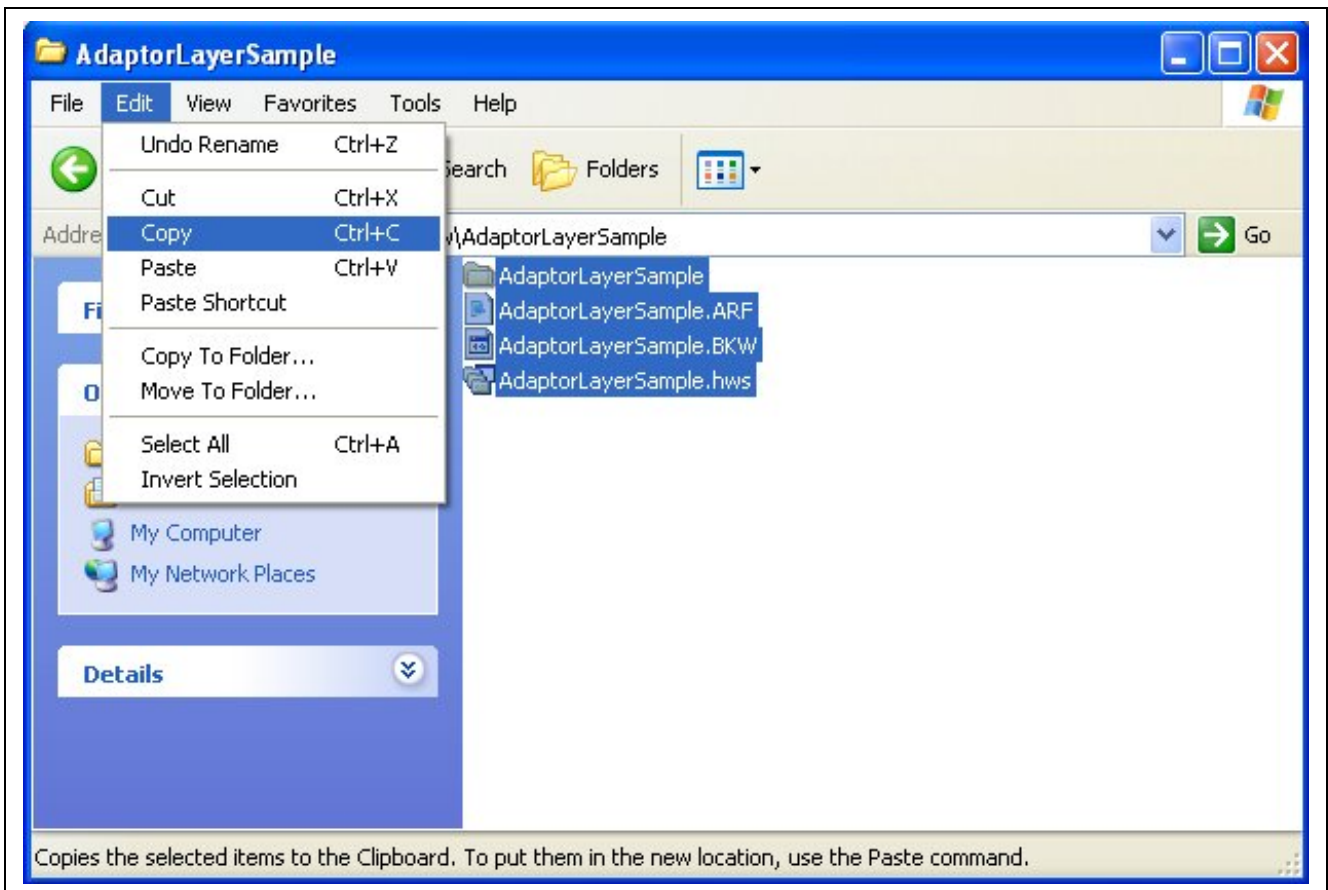 AdaptorLayerSample
File Edit View Favorites Tools Help
Undo Rename Ctrl+Z
Folders
Cut Ctrl+X
Copy Ctrl+C
\AdaptorLayerSample
Go
Paste Ctrl+V
Paste Shortcut
Copy To Folder...
Move To Folder...
Select All Ctrl+A
Invert Selection
My Computer
My Network Places
Details
AdaptorLayerSample
AdaptorLayerSample.ARF
AdaptorLayerSample.BKW
AdaptorLayerSample.hws
Copies the selected items to the Clipboard. To put them in the new location, use the Paste command.